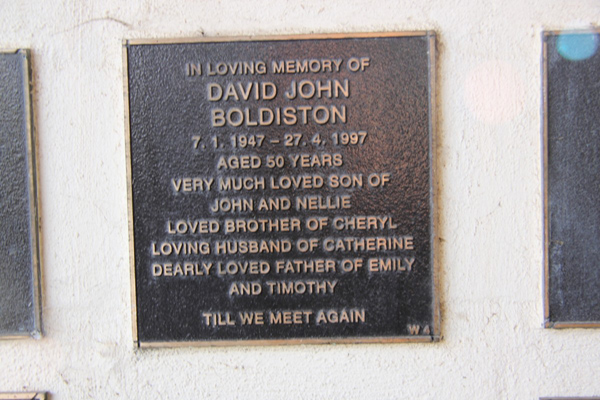 IN LOVING MEMORY OF
DAVID JOHN
BOLDISTON
7. 1. 1947 – 27. 4. 1997
AGED 50 YEARS
VERY MUCH LOVED SON OF
JOHN AND NELLIE
LOVED BROTHER OF CHERYL
LOVING HUSBAND OF CATHERINE
DEARLY LOVED FATHER OF EMILY
AND TIMOTHY
TILL WE MEET AGAIN
W 4